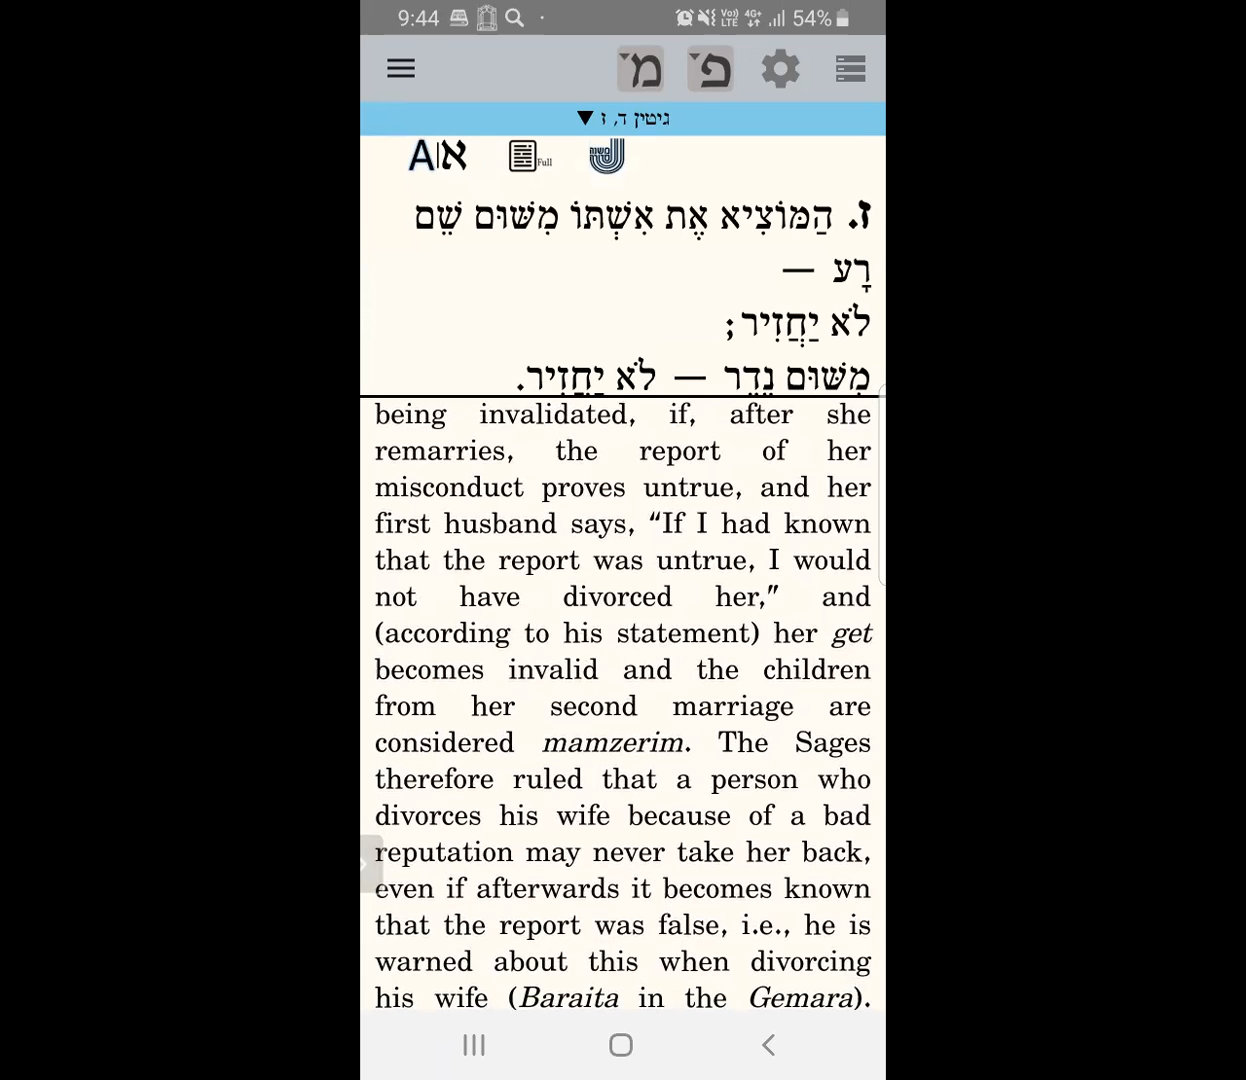 9:44
Vo))
LTE
4G+
54%
מ
פ
▼ גיטין ד, ז
A|א
Full
משנה
ז. הַמּוֹצִיא אֶת אִשְׁתּוֹ מִשּׁוּם שֵׁם
רָע —
לֹא יַחֲזִיר;
מִשּׁוּם נֶדֶר — לֹא יַחֲזִיר.
being invalidated, if, after she
remarries, the report of her
misconduct proves untrue, and her
first husband says, “If I had known
that the report was untrue, I would
not have divorced her,” and
(according to his statement) her get
becomes invalid and the children
from her second marriage are
considered mamzerim. The Sages
therefore ruled that a person who
divorces his wife because of a bad
reputation may never take her back,
even if afterwards it becomes known
that the report was false, i.e., he is
warned about this when divorcing
his wife (Baraita in the Gemara).